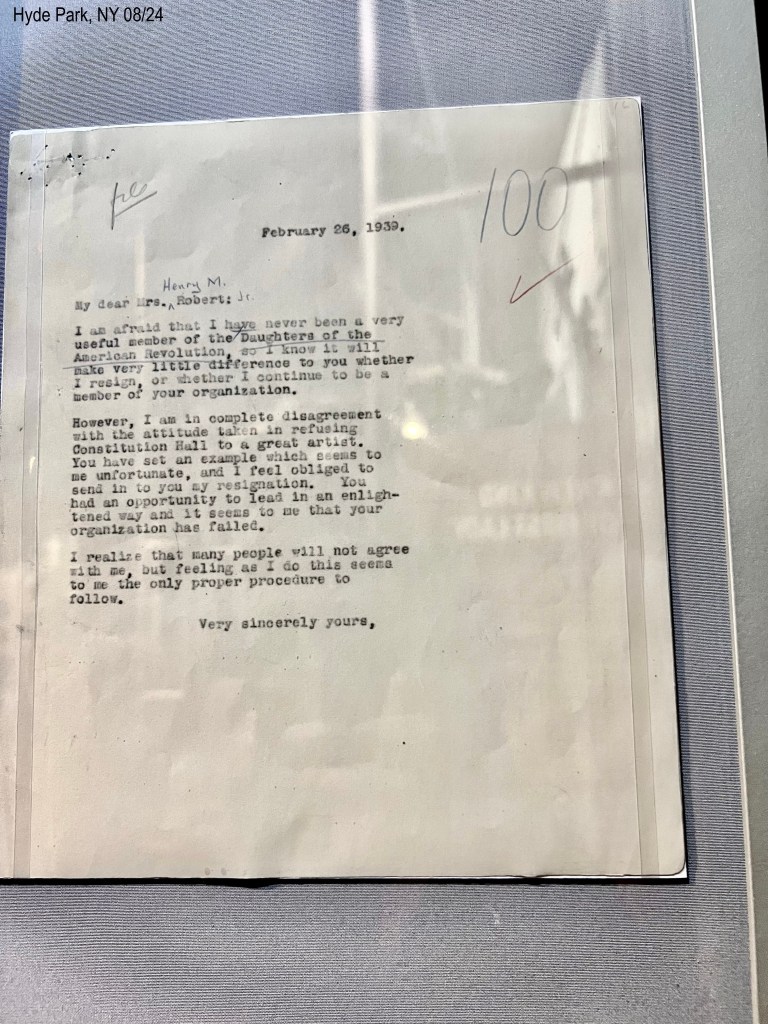 Hyde Park, NY 08/24
100
February 26, 1939.
Henry M.
My dear Mrs. ^ Robert: Jr.
I am afraid that I have never been a very
useful member of the Daughters of the
American Revolution, so I know it will
make very little difference to you whether
I resign, or whether I continue to be a
member of your organization.
However, I am in complete disagreement
with the attitude taken in refusing
Constitution Hall to a great artist.
You have set an example which seems to
me unfortunate, and I feel obliged to
send in to you my resignation. You
had an opportunity to lead in an enligh-
tened way and it seems to me that your
organization has failed.
I realize that many people will not agree
with me, but feeling as I do this seems
to me the only proper procedure to
follow.
Very sincerely yours,